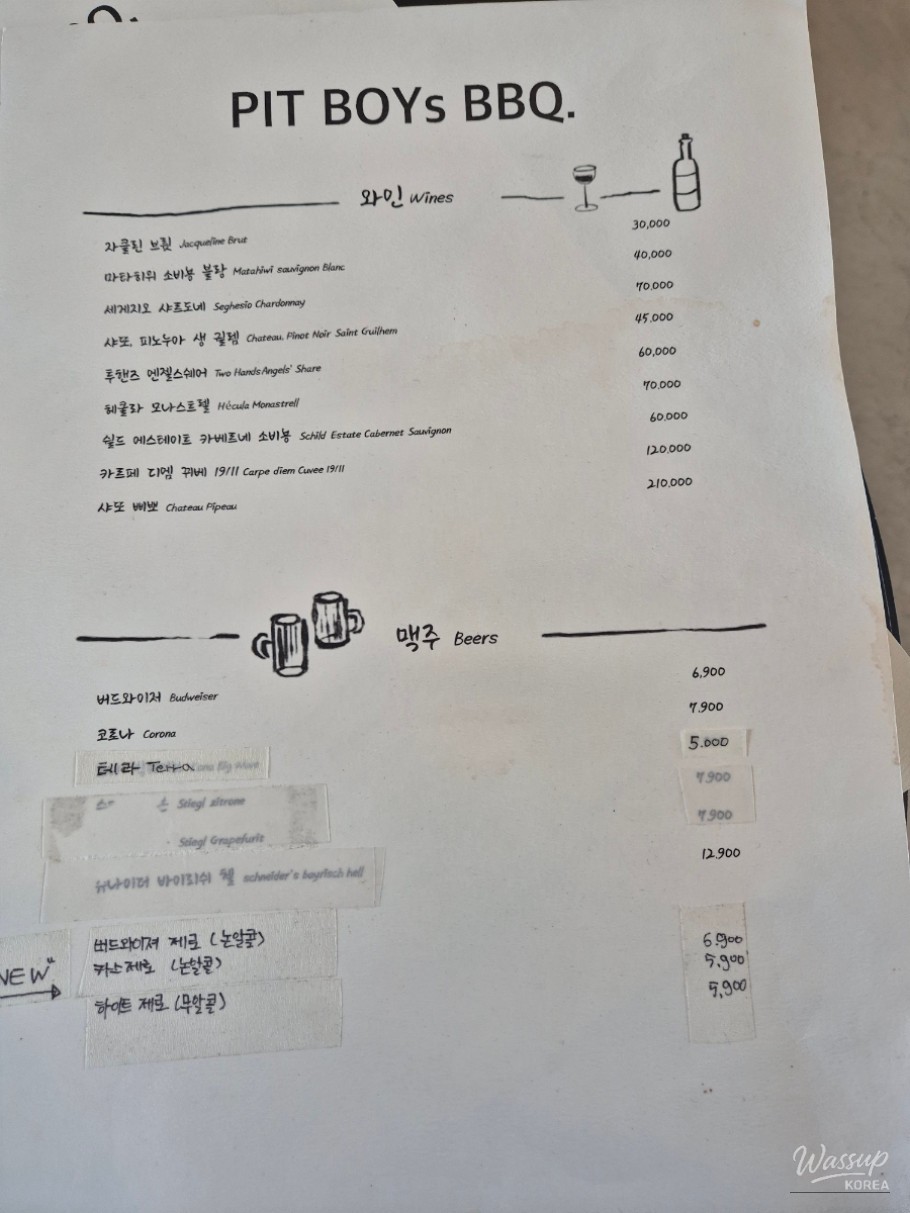 PIT BOYs BBQ.
와인 Wines
자클린 브륏 Jacqueline Brut 30,000
마타히위 소비뇽 블랑 Matahiwi sauvignon Blanc 40,000
세게지오 샤르도네 Seghesio Chardonnay 70,000
샤또, 피노누아 생 귈렘 Chateau, Pinot Noir Saint Guilhem 45,000
투핸즈 엔젤스쉐어 Two Hands Angels' Share 60,000
헤쿨라 모나스트렐 Hécula Monastrell 70,000
쉴드 에스테이트 카베르네 소비뇽 Schild Estate Cabernet Sauvignon 60,000
카르페 디엠 뀌베 19/11 Carpe diem Cuvee 19/11 120,000
샤또 삐뽀 Chateau Pipeau 210,000
맥주 Beers
버드와이저 Budweiser 6,900
코로나 Corona 7,900
테라 Terra Big Wave 5.000
Stiegl zitrone 7,900
Stiegl Grapefurit 7,900
바이리쉬 헬 schneider's bayrisch hell 12,900
버드와이져 제로 (논알콜) 6.900
NEW" 카스제로 (논알콜) 5,900
하이트 제로 (무알콜) 5,900
Wassup
KOREA